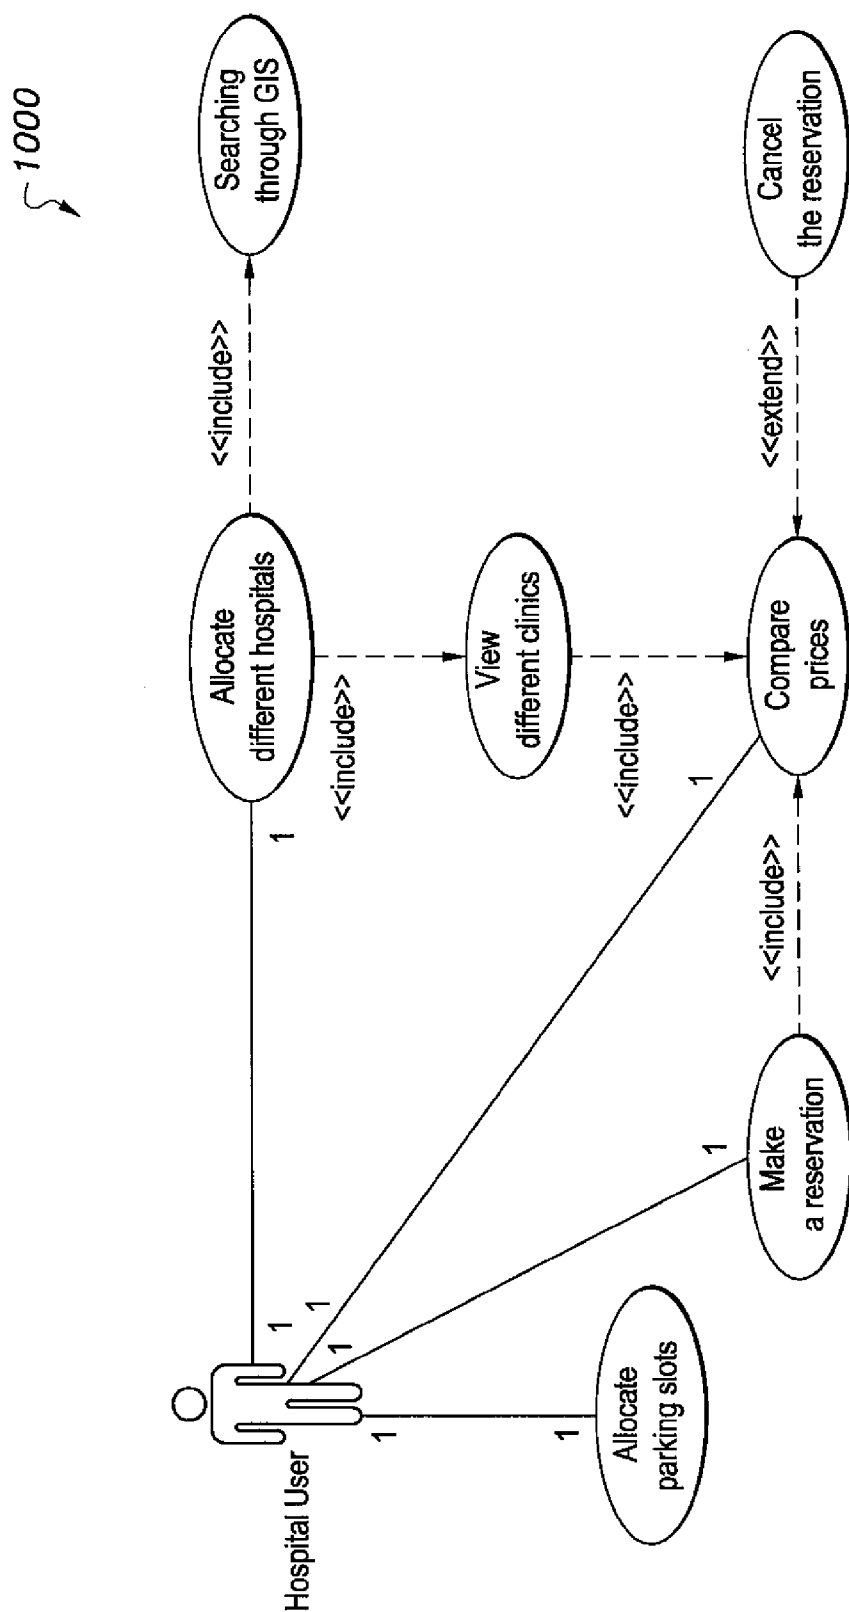 1000
Searching
through GIS
<<include>>
Allocate
different hospitals
1
1
Hospital User
1
1
<<include>>
1
View
different clinics
1
Allocate
parking slots
<<include>>
1
1
<<include>>
<<extend>>
Make
a reservation
Compare
prices
Cancel
the reservation